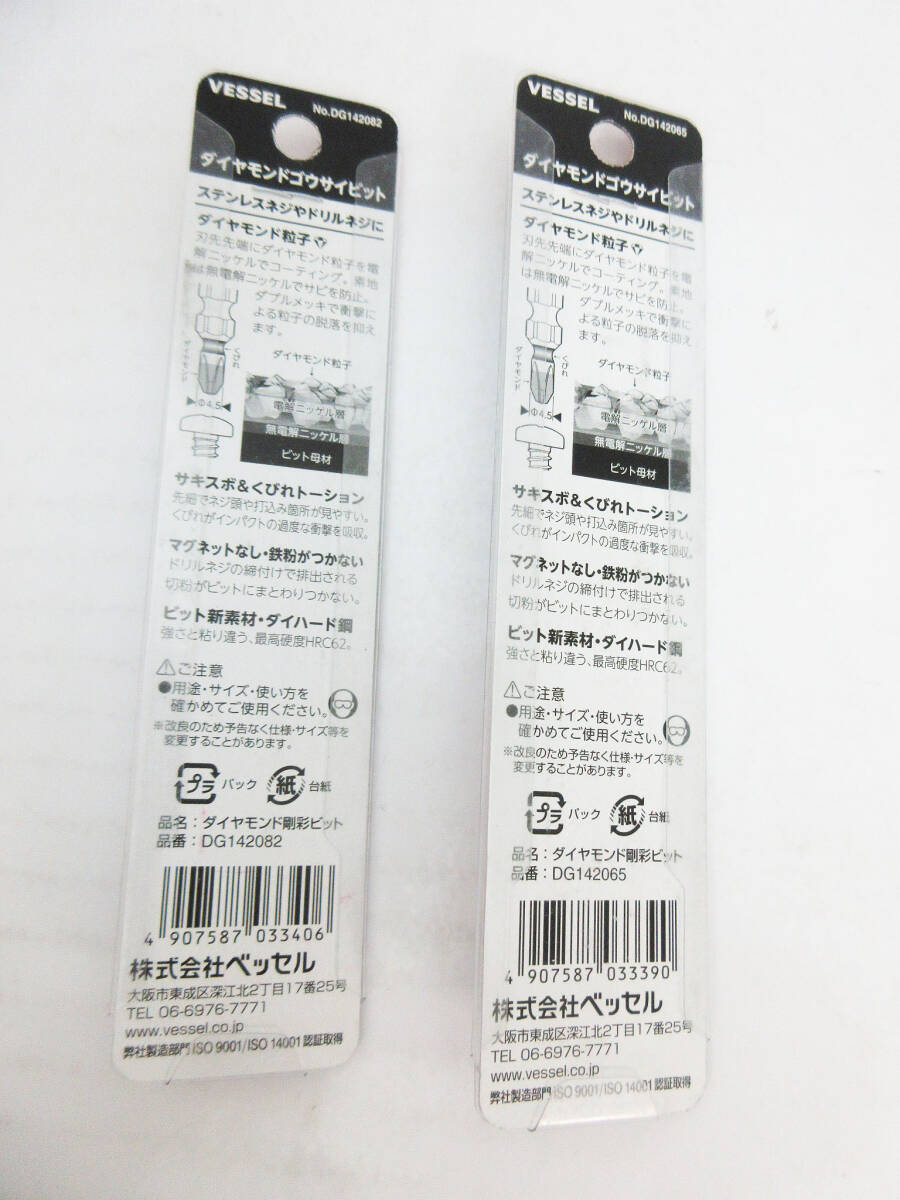 VESSEL
No.DG142082
ダイヤモンドゴウサイビット
ステンレスネジやドリルネジに
ダイヤモンド粒子
刃先先端にダイヤモンド粒子を電
解ニッケルでコーティング。素地
は無電解ニッケルでサビを防止。
ダブルメッキで衝撃に
よる粒子の脱落を抑え
ます。
くびれ
ダイヤモンド
Φ4.5
ダイヤモンド粒子
電解ニッケル層
無電解ニッケル層
ビット母材
サキスボ&くびれトーション
先細でネジ頭や打込み箇所が見やすい。
くびれがインパクトの過度な衝撃を吸収。
マグネットなし・鉄粉がつかない
ドリルネジの締付けで排出される
切粉がビットにまとわりつかない。
ビット新素材・ダイハード鋼
強さと粘り違う、最高硬度HRC62。
⚠ご注意
●用途・サイズ・使い方を
確かめてご使用ください。
※改良のため予告なく仕様・サイズ等を
変更することがあります。
プラ パック 紙 台紙
品名：ダイヤモンド剛彩ビット
品番：DG142082
4 907587 033406
株式会社ベッセル
大阪市東成区深江北2丁目17番25号
TEL 06-6976-7771
www.vessel.co.jp
弊社製造部門 ISO 9001/ISO 14001 認証取得
VESSEL
No.DG142065
ダイヤモンドゴウサイビット
ステンレスネジやドリルネジに
ダイヤモンド粒子
刃先先端にダイヤモンド粒子を電
解ニッケルでコーティング。素地
は無電解ニッケルでサビを防止。
ダブルメッキで衝撃に
よる粒子の脱落を抑え
ます。
くびれ
ダイヤモンド
Φ4.5
ダイヤモンド粒子
電解ニッケル層
無電解ニッケル層
ビット母材
サキスボ&くびれトーション
先細でネジ頭や打込み箇所が見やすい。
くびれがインパクトの過度な衝撃を吸収。
マグネットなし・鉄粉がつかない
ドリルネジの締付けで排出される
切粉がビットにまとわりつかない。
ビット新素材・ダイハード鋼
強さと粘り違う、最高硬度HRC62。
⚠ご注意
●用途・サイズ・使い方を
確かめてご使用ください。
※改良のため予告なく仕様・サイズ等を
変更することがあります。
プラ パック 紙 台紙
品名：ダイヤモンド剛彩ビット
品番：DG142065
4 907587 033390
株式会社ベッセル
大阪市東成区深江北2丁目17番25号
TEL 06-6976-7771
www.vessel.co.jp
弊社製造部門 ISO 9001/ISO 14001 認証取得